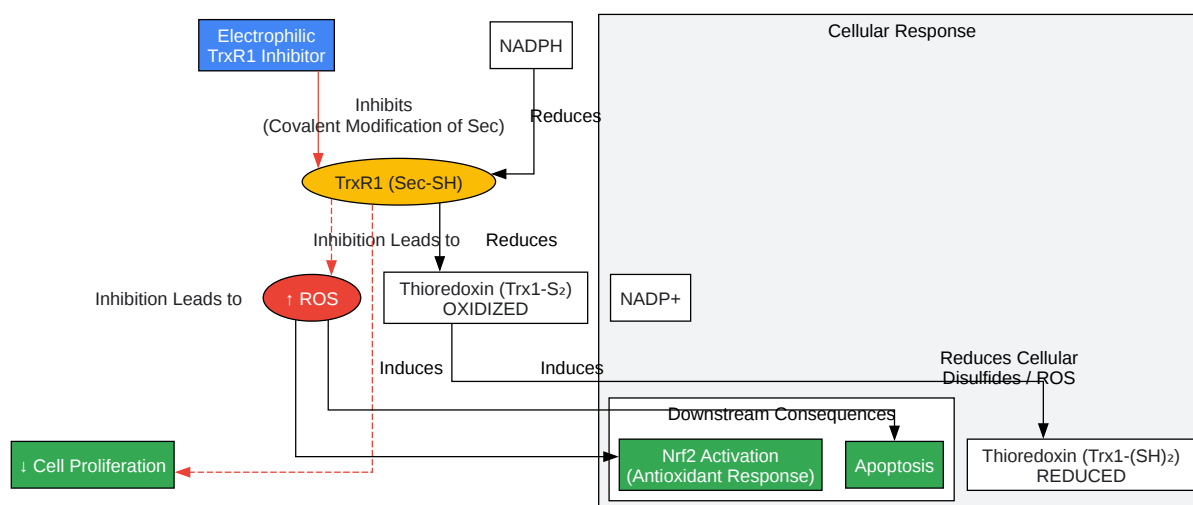 Electrophilic
TrxR1 Inhibitor
NADPH
Cellular Response
Inhibits
(Covalent Modification of Sec)
Reduces
TrxR1 (Sec-SH)
Inhibition Leads to
Reduces
Inhibition Leads to
↑ ROS
Thioredoxin (Trx1-S₂)
OXIDIZED
NADP+
Induces
Induces
Reduces Cellular
Disulfides / ROS
Downstream Consequences
↓ Cell Proliferation
Nrf2 Activation
(Antioxidant Response)
Apoptosis
Thioredoxin (Trx1-(SH)₂)
REDUCED